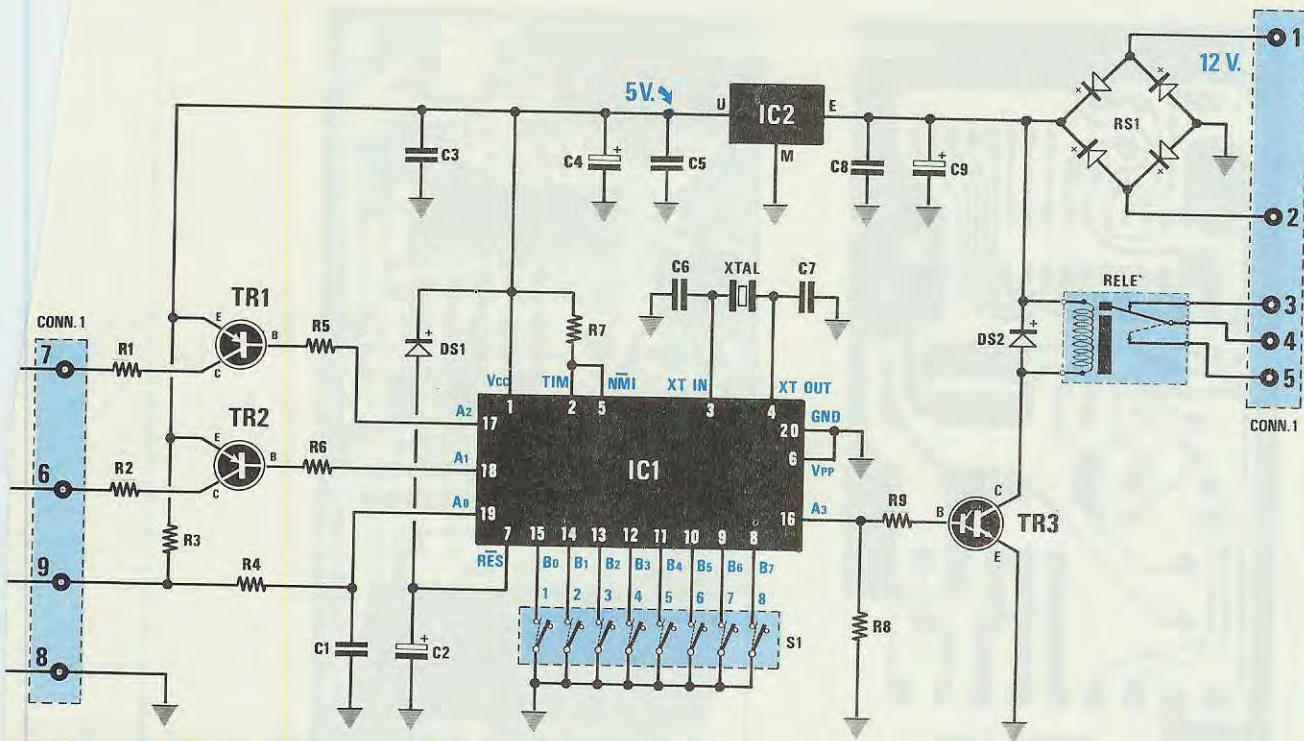 1
12 V.
5V.
U
IC2
E
M
RS1
C3
C4
+
C5
C8
C9
+
2
C6
XTAL
C7
RELE'
TR1
CONN.1
7
R1
E
B
C
R5
DS1
+
R7
DS2
+
3
4
5
CONN.1
Vcc
TIM
NMI
XT IN
XT OUT
1
2
5
3
4
GND
20
6
VPP
A2
17
TR2
E
B
C
R6
A1
18
IC1
6
R2
A0
19
16
A3
R9
B
C
TR3
E
R3
7
RES
15
14
13
12
11
10
9
8
B0
B1
B2
B3
B4
B5
B6
B7
1
2
3
4
5
6
7
8
S1
9
R4
C1
+
C2
R8
8